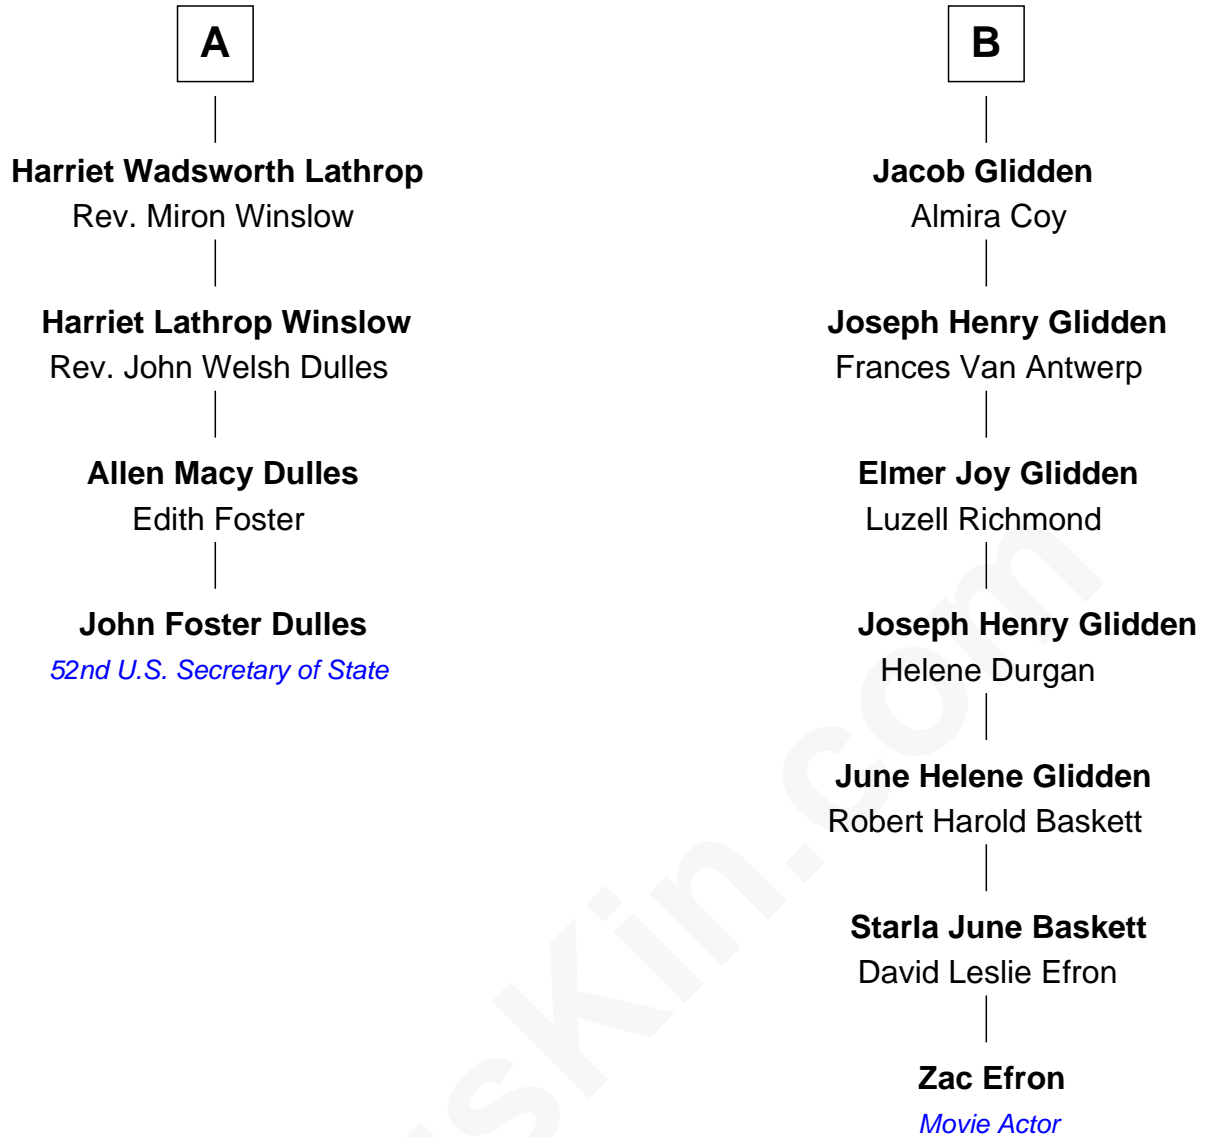 A
Harriet Wadsworth Lathrop
Rev. Miron Winslow
Harriet Lathrop Winslow
Rev. John Welsh Dulles
Allen Macy Dulles
Edith Foster
John Foster Dulles
52nd U.S. Secretary of State
B
Jacob Glidden
Almira Coy
Joseph Henry Glidden
Frances Van Antwerp
Elmer Joy Glidden
Luzell Richmond
Joseph Henry Glidden
Helene Durgan
June Helene Glidden
Robert Harold Baskett
Starla June Baskett
David Leslie Efron
Zac Efron
Movie Actor
usKin.com